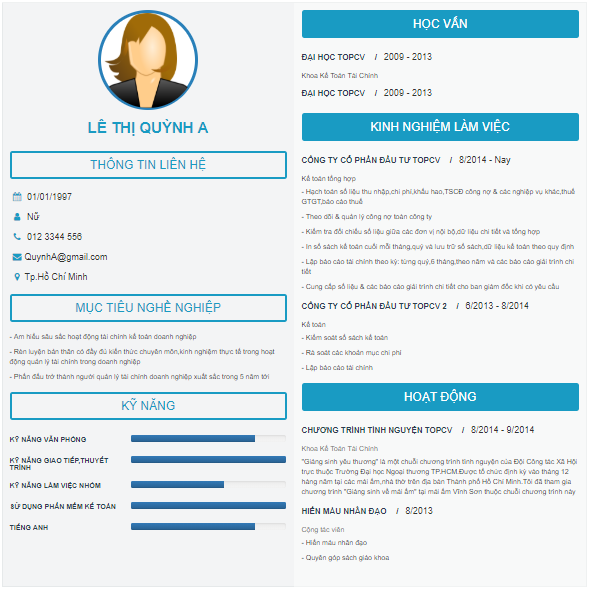 LÊ THỊ QUỲNH A
THÔNG TIN LIÊN HỆ
01/01/1997
Nữ
012 3344 556
QuynhA@gmail.com
Tp.Hồ Chí Minh
MỤC TIÊU NGHỀ NGHIỆP
- Am hiểu sâu sắc hoạt động tài chính kế toán doanh nghiệp
- Rèn luyện bản thân có đầy đủ kiến thức chuyên môn,kinh nghiệm thực tế trong hoạt
động quản lý tài chính trong doanh nghiệp
- Phấn đấu trở thành người quản lý tài chính doanh nghiệp xuất sắc trong 5 năm tới
KỸ NĂNG
KỸ NĂNG VĂN PHÒNG
KỸ NĂNG GIAO TIẾP,THUYẾT
TRÌNH
KỸ NĂNG LÀM VIỆC NHÓM
SỬ DỤNG PHẦN MỀM KẾ TOÁN
TIẾNG ANH
HỌC VẤN
ĐẠI HỌC TOPCV / 2009 - 2013
Khoa Kế Toán Tài Chính
ĐẠI HỌC TOPCV / 2009 - 2013
KINH NGHIỆM LÀM VIỆC
CÔNG TY CỔ PHẦN ĐẦU TƯ TOPCV / 8/2014 - Nay
Kế toán tổng hợp
- Hạch toán số liệu thu nhập,chi phí,khấu hao,TSCĐ công nợ & các nghiệp vụ khác,thuế
GTGT,báo cáo thuế
- Theo dõi & quản lý công nợ toàn công ty
- Kiểm tra đối chiếu số liệu giữa các đơn vị nội bộ,dữ liệu chi tiết và tổng hợp
- In sổ sách kế toán cuối mỗi tháng,quý và lưu trữ số sách,dữ liệu kế toán theo quy định
- Lập báo cáo tài chính theo kỳ: từng quý,6 tháng,theo năm và các báo cáo giải trình chi
tiết
- Cung cấp số liệu & các báo cáo giải trình chi tiết cho ban giám đốc khi có yêu cầu
CÔNG TY CỔ PHẦN ĐẦU TƯ TOPCV 2 / 6/2013 - 8/2014
Kế toán
- Kiểm soát sổ sách kế toán
- Rà soát các khoản mục chi phí
- Lập báo cáo tài chính
HOẠT ĐỘNG
CHƯƠNG TRÌNH TÌNH NGUYỆN TOPCV / 8/2014 - 9/2014
Khoa Kế Toán Tài Chính
"Giáng sinh yêu thương" là một chuỗi chương trình tình nguyện của Đội Công tác Xã Hội
trực thuộc Trường Đại học Ngoại thương TP.HCM.Được tổ chức định kỳ vào tháng 12
hàng năm tại các mái ấm,nhà thờ trên địa bàn Thành phố Hồ Chí Minh.Tôi đã tham gia
chương trình "Giáng sinh về mái ấm" tại mái ấm Vĩnh Sơn thuộc chuỗi chương trình này
HIẾN MÁU NHÂN ĐẠO / 8/2013
Cộng tác viên
- Hiến máu nhân đạo
- Quyên góp sách giáo khoa